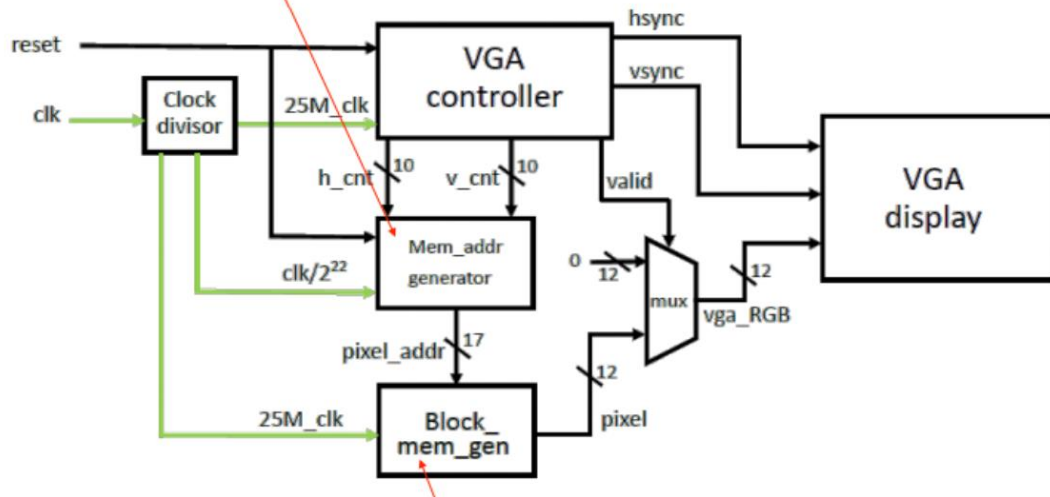 hsync
reset
VGA
controller
vsync
clk
Clock
divisor
25M_clk
h_cnt
10
v_cnt
10
valid
VGA
display
Mem_addr
generator
0
12
12
clk/2²²
mux
vga_RGB
pixel_addr
17
12
25M_clk
Block_
mem_gen
pixel